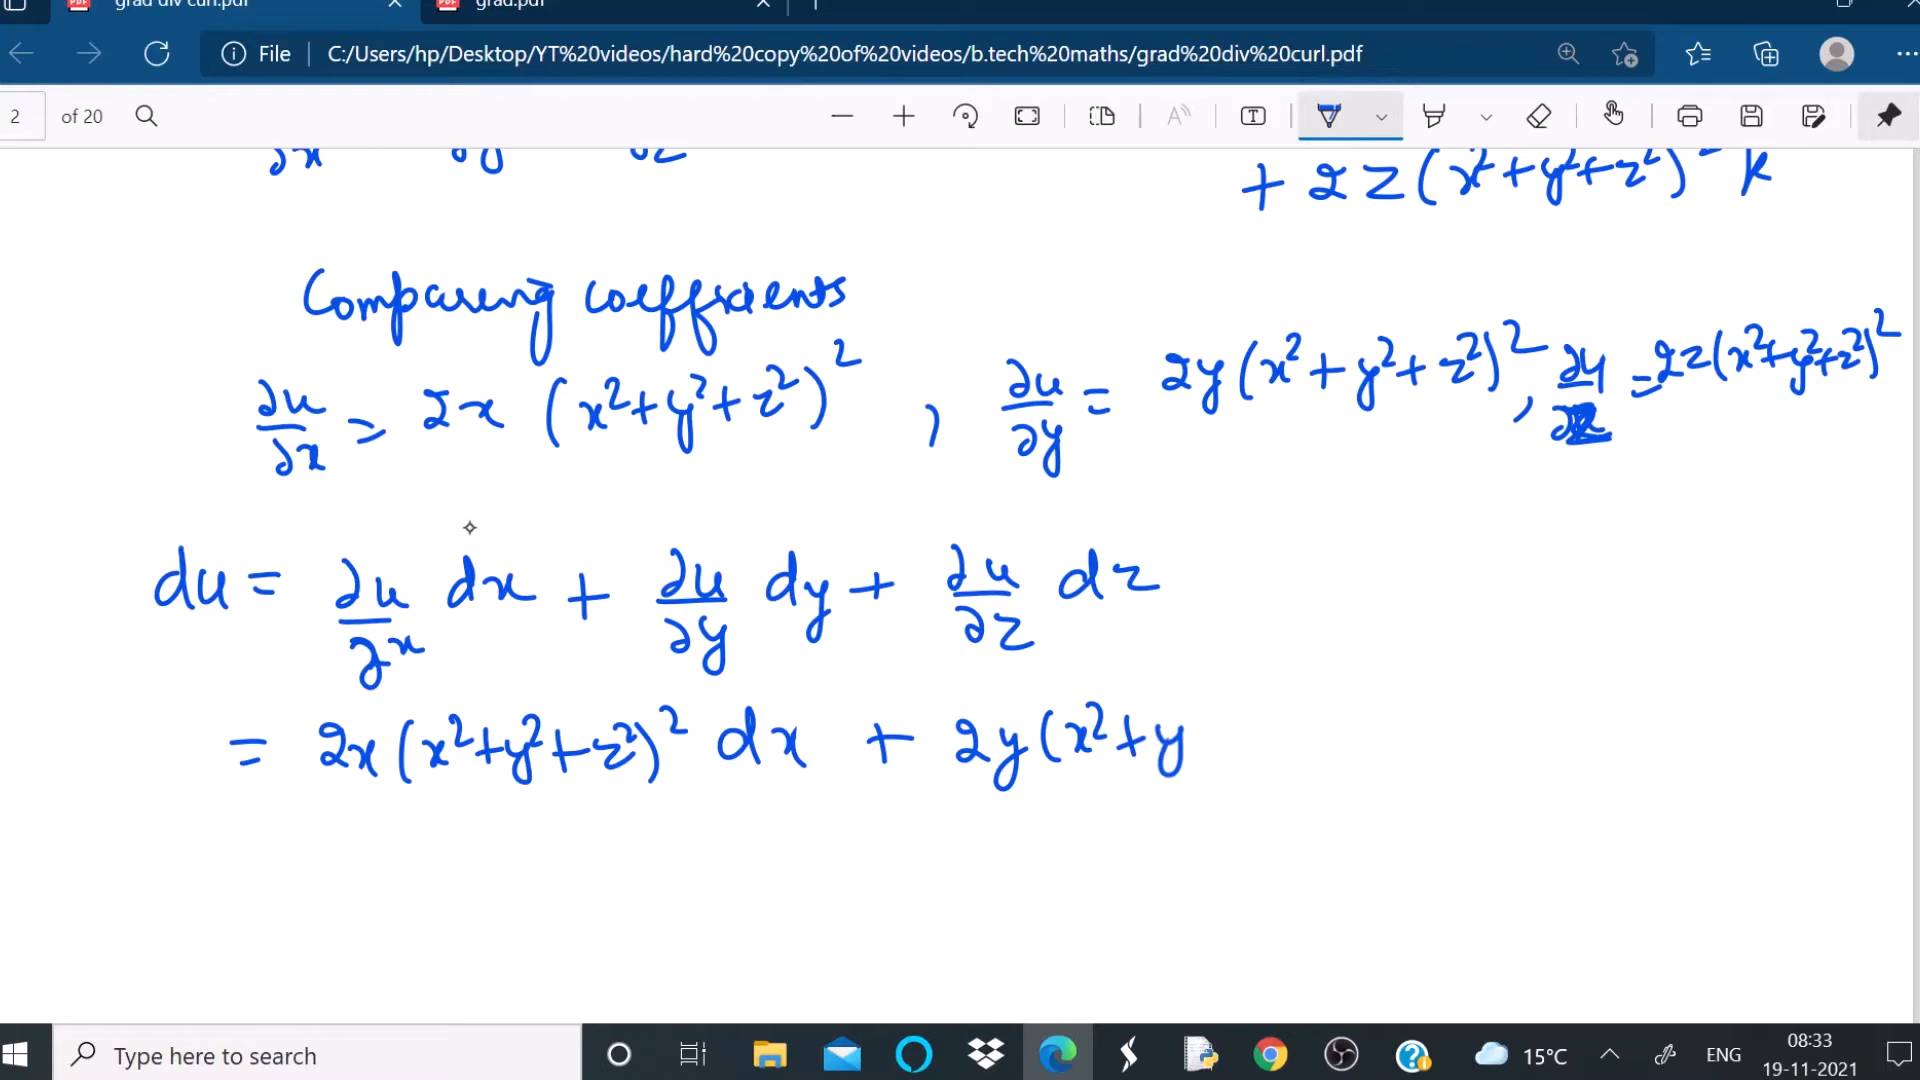 grad div curl.pdf grad.pdf
File C:/Users/hp/Desktop/YT%20videos/hard%20copy%20of%20videos/b.tech%20maths/grad%20div%20curl.pdf
2 of 20
∂x ∂y ∂z
+ 2z(x²+y²+z²)² k
Comparing coefficients
∂u/∂x = 2x (x²+y²+z²)² , ∂u/∂y = 2y(x²+y²+z²)² , ∂u/∂z = 2z(x²+y²+z²)²
du = ∂u/∂x dx + ∂u/∂y dy + ∂u/∂z dz
= 2x(x²+y²+z²)² dx + 2y(x²+y
Type here to search 15°C ENG 08:33
19-11-2021